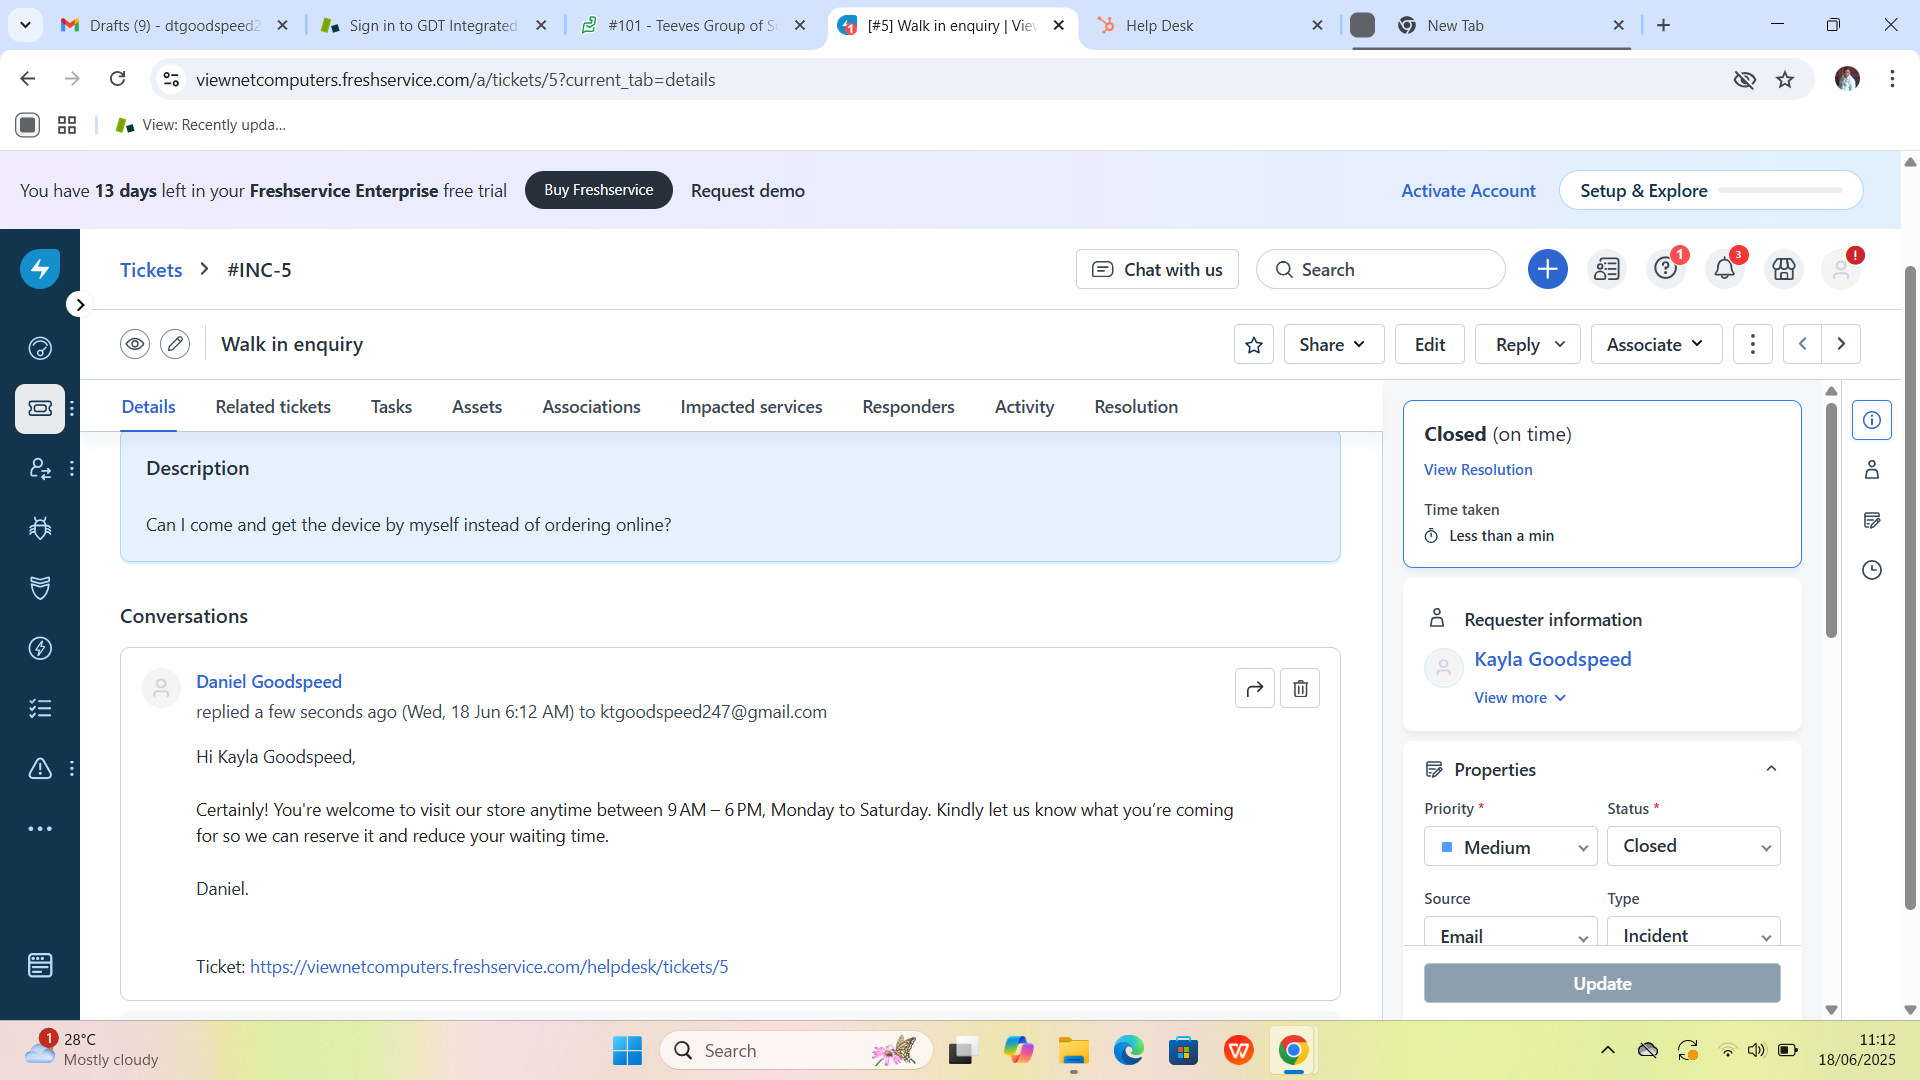 Drafts (9) - dtgoodspeed2
Sign in to GDT Integrated
#101 - Teeves Group of S
[#5] Walk in enquiry | View
Help Desk
New Tab
viewnetcomputers.freshservice.com/a/tickets/5?current_tab=details
View: Recently upda...
You have 13 days left in your Freshservice Enterprise free trial
Buy Freshservice
Request demo
Activate Account
Setup & Explore
Tickets > #INC-5
Chat with us
Search
1
3
!
Walk in enquiry
Share
Edit
Reply
Associate
Details
Related tickets
Tasks
Assets
Associations
Impacted services
Responders
Activity
Resolution
Description
Can I come and get the device by myself instead of ordering online?
Conversations
Daniel Goodspeed
replied a few seconds ago (Wed, 18 Jun 6:12 AM) to ktgoodspeed247@gmail.com
Hi Kayla Goodspeed,
Certainly! You're welcome to visit our store anytime between 9 AM – 6 PM, Monday to Saturday. Kindly let us know what you’re coming
for so we can reserve it and reduce your waiting time.
Daniel.
Ticket: https://viewnetcomputers.freshservice.com/helpdesk/tickets/5
Closed (on time)
View Resolution
Time taken
Less than a min
Requester information
Kayla Goodspeed
View more
Properties
Priority *
Status *
Medium
Closed
Source
Type
Email
Incident
Update
1
28°C
Mostly cloudy
Search
11:12
18/06/2025